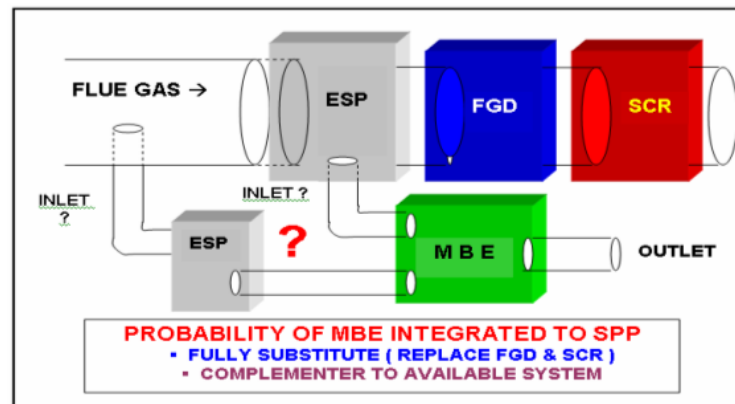 FLUE GAS →
ESP
FGD
SCR
INLET
?
INLET ?
ESP
?
M B E
OUTLET
PROBABILITY OF MBE INTEGRATED TO SPP
▪ FULLY SUBSTITUTE ( REPLACE FGD & SCR )
▪ COMPLEMENTER TO AVAILABLE SYSTEM